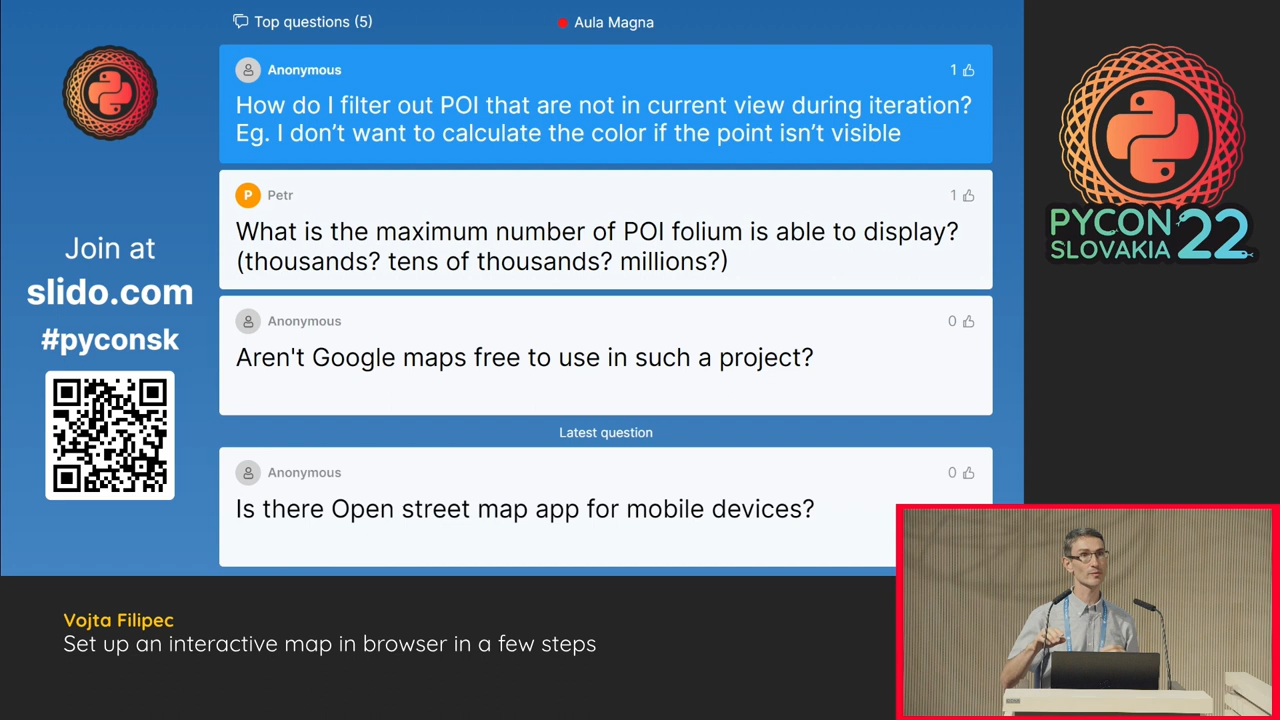 Top questions (5)
Aula Magna
Anonymous
1
How do I filter out POI that are not in current view during iteration?
Eg. I don’t want to calculate the color if the point isn’t visible
P
Petr
1
What is the maximum number of POI folium is able to display?
(thousands? tens of thousands? millions?)
Anonymous
0
Aren't Google maps free to use in such a project?
Latest question
Anonymous
0
Is there Open street map app for mobile devices?
Join at
slido.com
#pyconsk
PYCON
SLOVAKIA
22
Vojta Filipec
Set up an interactive map in browser in a few steps